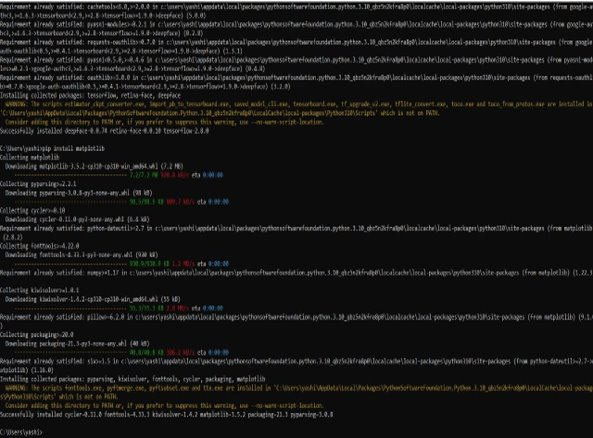 Requirement already satisfied: cachetools<6.0,>=2.0.0 in c:\users\yashi\appdata\local\packages\pythonsoftwarefoundation.python.3.10_qbz5n2kfra8p0\localcache\local-packages\python310\site-packages (from google-au
th<3,>=1.6.3->tensorboard<2.9,>=2.8->tensorflow>=1.9.0->deepface) (5.0.0)
Requirement already satisfied: pyasn1-modules>=0.2.1 in c:\users\yashi\appdata\local\packages\pythonsoftwarefoundation.python.3.10_qbz5n2kfra8p0\localcache\local-packages\python310\site-packages (from google-au
th<3,>=1.6.3->tensorboard<2.9,>=2.8->tensorflow>=1.9.0->deepface) (0.2.8)
Requirement already satisfied: requests-oauthlib>=0.7.0 in c:\users\yashi\appdata\local\packages\pythonsoftwarefoundation.python.3.10_qbz5n2kfra8p0\localcache\local-packages\python310\site-packages (from google
-auth-oauthlib<0.5,>=0.4.1->tensorboard<2.9,>=2.8->tensorflow>=1.9.0->deepface) (1.3.1)
Requirement already satisfied: pyasn1<0.5.0,>=0.4.6 in c:\users\yashi\appdata\local\packages\pythonsoftwarefoundation.python.3.10_qbz5n2kfra8p0\localcache\local-packages\python310\site-packages (from pyasn1-mod
les>=0.2.1->google-auth<3,>=1.6.3->tensorboard<2.9,>=2.8->tensorflow>=1.9.0->deepface) (0.4.8)
Requirement already satisfied: oauthlib>=3.0.0 in c:\users\yashi\appdata\local\packages\pythonsoftwarefoundation.python.3.10_qbz5n2kfra8p0\localcache\local-packages\python310\site-packages (from requests-oauth
lib>=0.7.0->google-auth-oauthlib<0.5,>=0.4.1->tensorboard<2.9,>=2.8->tensorflow>=1.9.0->deepface) (3.2.0)
Installing collected packages: tensorflow, retina-face, deepface
WARNING: The scripts estimator_ckpt_converter.exe, import_pb_to_tensorboard.exe, saved_model_cli.exe, tensorboard.exe, tf_upgrade_v2.exe, tflite_convert.exe, toco.exe and toco_from_protos.exe are installed in
'C:\Users\yashi\AppData\Local\Packages\PythonSoftwareFoundation.Python.3.10_qbz5n2kfra8p0\LocalCache\local-packages\Python310\Scripts' which is not on PATH.
Consider adding this directory to PATH or, if you prefer to suppress this warning, use --no-warn-script-location.
Successfully installed deepface-0.0.74 retina-face-0.0.10 tensorflow-2.8.0
C:\Users\yashi>pip install matplotlib
Collecting matplotlib
Downloading matplotlib-3.5.2-cp310-cp310-win_amd64.whl (7.2 MB)
7.2/7.2 MB kB/s eta 0:00:00
Collecting pyparsing>=2.2.1
Downloading pyparsing-3.0.8-py3-none-any.whl (98 kB)
98.5/98.5 kB kB/s eta 0:00:00
Collecting cycler>=0.10
Downloading cycler-0.11.0-py3-none-any.whl (6.4 kB)
Requirement already satisfied: python-dateutil>=2.7 in c:\users\yashi\appdata\local\packages\pythonsoftwarefoundation.python.3.10_qbz5n2kfra8p0\localcache\local-packages\python310\site-packages (from matplotlib)
(2.8.2)
Collecting fonttools>=4.22.0
Downloading fonttools-4.33.1-py3-none-any.whl (930 kB)
930.9/930.9 kB 1.2 MB/s eta 0:00:00
Requirement already satisfied: numpy>=1.17 in c:\users\yashi\appdata\local\packages\pythonsoftwarefoundation.python.3.10_qbz5n2kfra8p0\localcache\local-packages\python310\site-packages (from matplotlib) (1.22.3
Collecting kiwisolver>=1.0.1
Downloading kiwisolver-1.4.2-cp310-cp310-win_amd64.whl (55 kB)
55.3/55.3 kB MB/s eta 0:00:00
Requirement already satisfied: pillow>=6.2.0 in c:\users\yashi\appdata\local\packages\pythonsoftwarefoundation.python.3.10_qbz5n2kfra8p0\localcache\local-packages\python310\site-packages (from matplotlib) (9.1.
)
Collecting packaging>=20.0
Downloading packaging-21.3-py3-none-any.whl (40 kB)
40.8/40.8 kB kB/s eta 0:00:00
Requirement already satisfied: six>=1.5 in c:\users\yashi\appdata\local\packages\pythonsoftwarefoundation.python.3.10_qbz5n2kfra8p0\localcache\local-packages\python310\site-packages (from python-dateutil>=2.7->
atplotlib) (1.16.0)
Installing collected packages: pyparsing, kiwisolver, fonttools, cycler, packaging, matplotlib
WARNING: The scripts fonttools.exe, pyftmerge.exe, pyftsubset.exe and ttx.exe are installed in 'C:\Users\yashi\AppData\Local\Packages\PythonSoftwareFoundation.Python.3.10_qbz5n2kfra8p0\LocalCache\local-packag
s\Python310\Scripts' which is not on PATH.
Consider adding this directory to PATH or, if you prefer to suppress this warning, use --no-warn-script-location.
Successfully installed cycler-0.11.0 fonttools-4.33.1 kiwisolver-1.4.2 matplotlib-3.5.2 packaging-21.3 pyparsing-3.0.8
C:\Users\yashi>